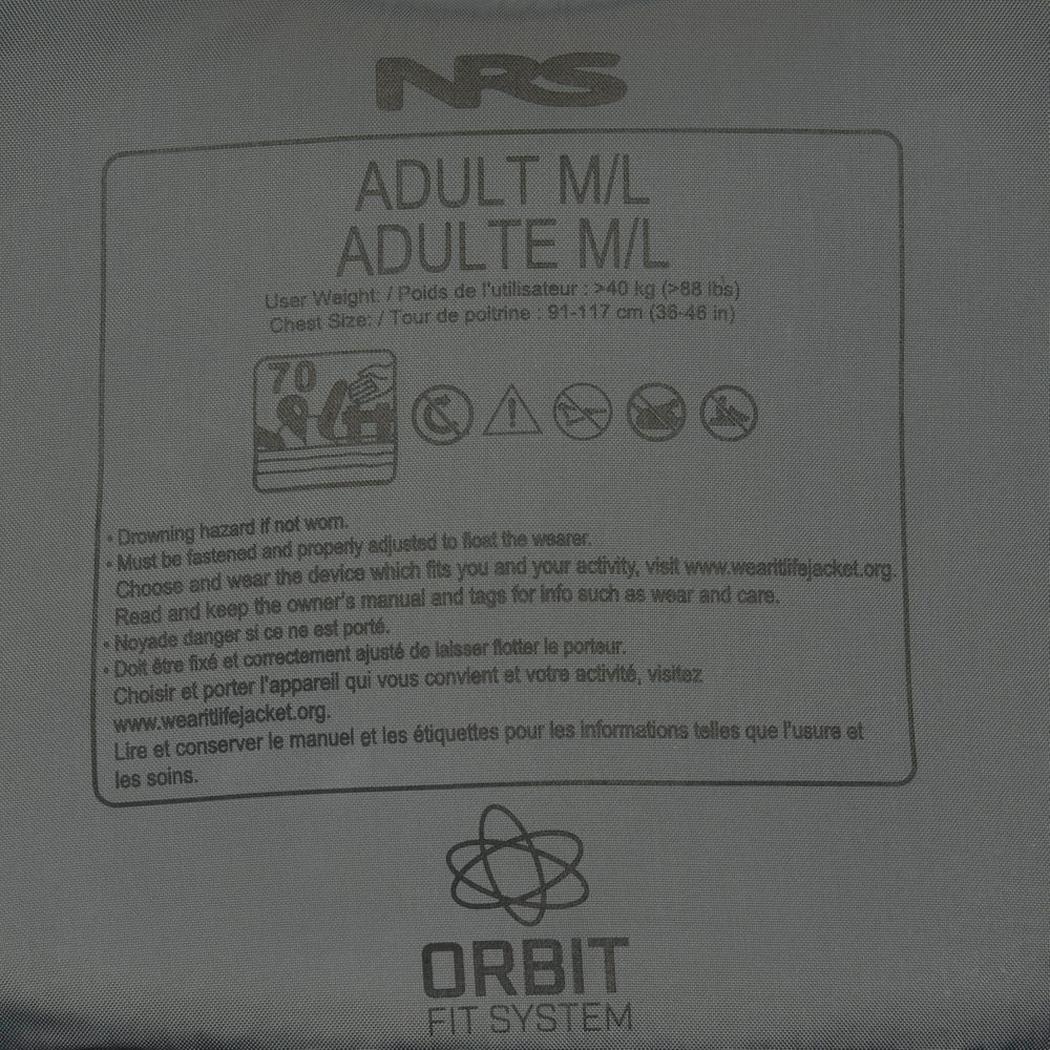 NRS
ADULT M/L
ADULTE M/L
User Weight: / Poids de l'utilisateur : >40 kg (>88 lbs)
Chest Size: / Tour de poitrine : 91-117 cm (36-46 in)
70
• Drowning hazard if not worn.
• Must be fastened and properly adjusted to float the wearer.
Choose and wear the device which fits you and your activity, visit www.wearitlifejacket.org.
Read and keep the owner's manual and tags for info such as wear and care.
• Noyade danger si ce ne est porté.
• Doit être fixé et correctement ajusté de laisser flotter le porteur.
Choisir et porter l'appareil qui vous convient et votre activité, visitez
www.wearitlifejacket.org.
Lire et conserver le manuel et les étiquettes pour les informations telles que l'usure et
les soins.
ORBIT
FIT SYSTEM